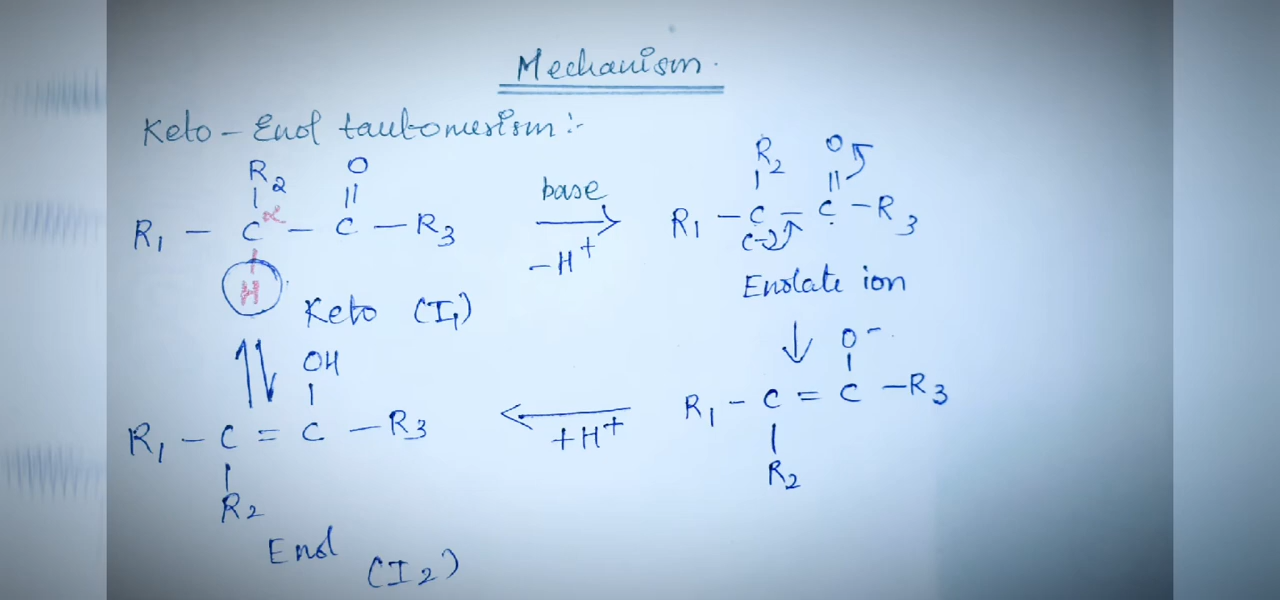 Mechanism.
Keto - Enol tautomerism :-
R2 O
R1 - C α - C - R3
H
Keto (I1)
base
-H+
R2 O
R1 - C - C - R3
(-)
Enolate ion
O-
R1 - C = C - R3
R2
+H+
OH
R1 - C = C - R3
R2
Enol
(I2)